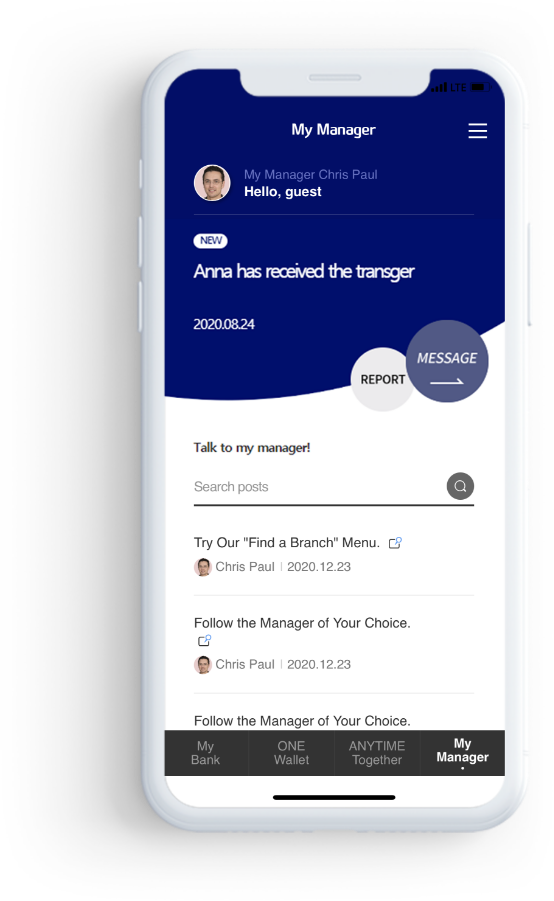 LTE
My Manager
My Manager Chris Paul
Hello, guest
NEW
Anna has received the transger
2020.08.24
MESSAGE
REPORT
Talk to my manager!
Search posts
Try Our "Find a Branch" Menu.
Chris Paul | 2020.12.23
Follow the Manager of Your Choice.
Chris Paul | 2020.12.23
Follow the Manager of Your Choice.
My Bank
ONE Wallet
ANYTIME Together
My Manager